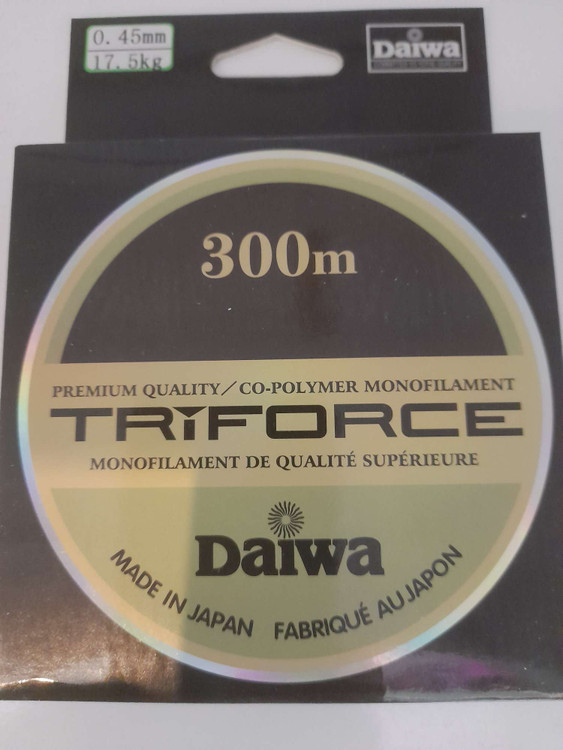 0.45mm
17.5kg
Daiwa
300m
PREMIUM QUALITY/CO-POLYMER MONOFILAMENT
TRIFORCE
MONOFILAMENT DE QUALITÉ SUPÉRIEURE
Daiwa
MADE IN JAPAN FABRIQUÉ AU JAPON